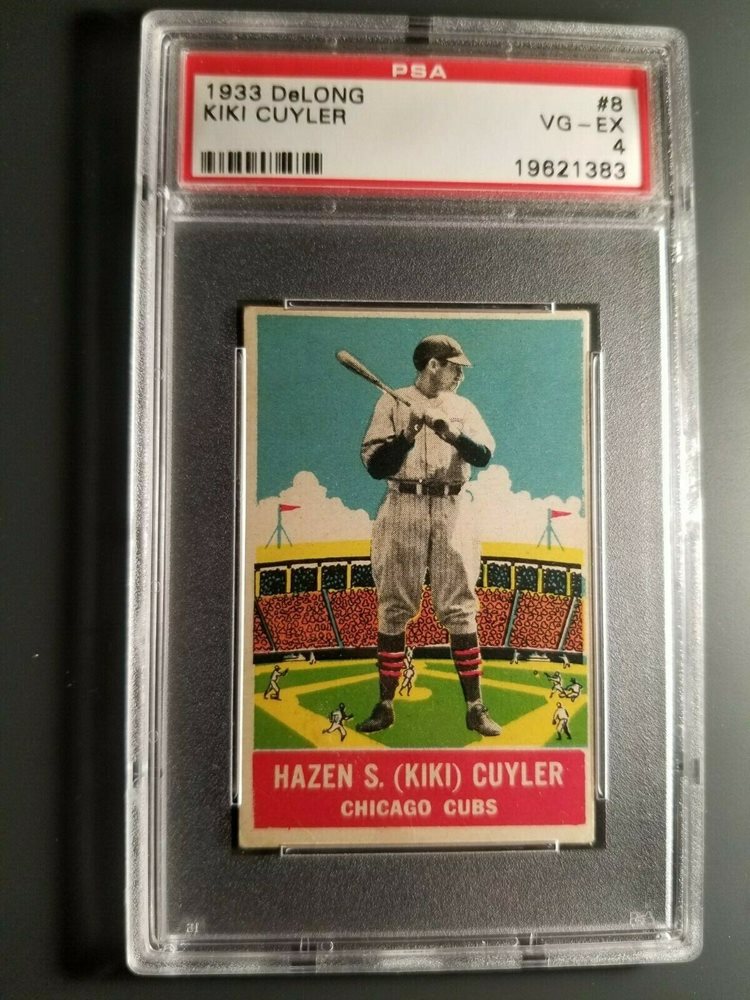 PSA
1933 DeLONG #8
KIKI CUYLER VG-EX
4
19621383
HAZEN S. (KIKI) CUYLER
CHICAGO CUBS